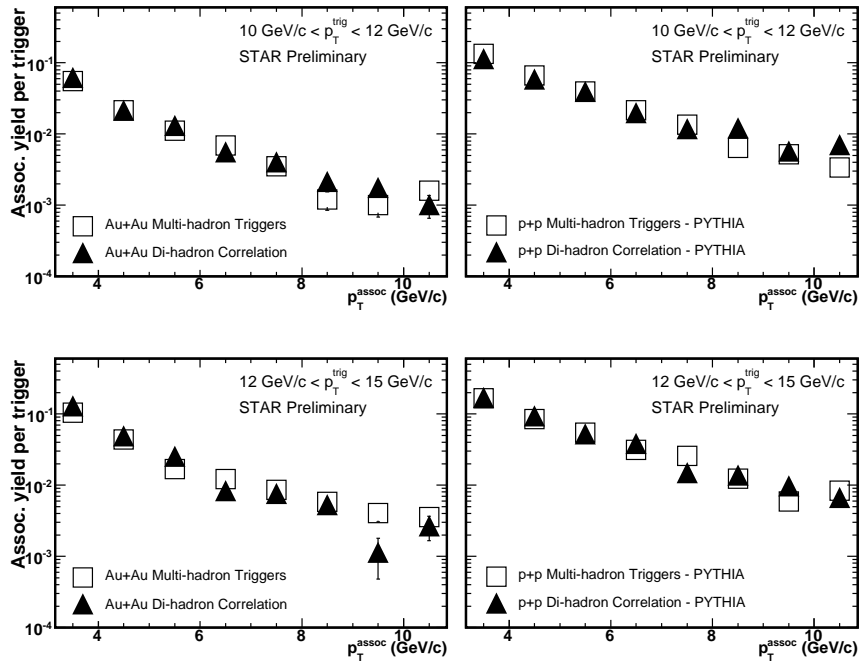 10 GeV/c < p_T^trig < 12 GeV/c
STAR Preliminary
Assoc. yield per trigger
10^-1
10^-2
10^-3
10^-4
Au+Au Multi-hadron Triggers
Au+Au Di-hadron Correlation
4 6 8 10
p_T^assoc (GeV/c)
10 GeV/c < p_T^trig < 12 GeV/c
STAR Preliminary
p+p Multi-hadron Triggers - PYTHIA
p+p Di-hadron Correlation - PYTHIA
4 6 8 10
p_T^assoc (GeV/c)
12 GeV/c < p_T^trig < 15 GeV/c
STAR Preliminary
Assoc. yield per trigger
10^-1
10^-2
10^-3
10^-4
Au+Au Multi-hadron Triggers
Au+Au Di-hadron Correlation
4 6 8 10
p_T^assoc (GeV/c)
12 GeV/c < p_T^trig < 15 GeV/c
STAR Preliminary
p+p Multi-hadron Triggers - PYTHIA
p+p Di-hadron Correlation - PYTHIA
4 6 8 10
p_T^assoc (GeV/c)